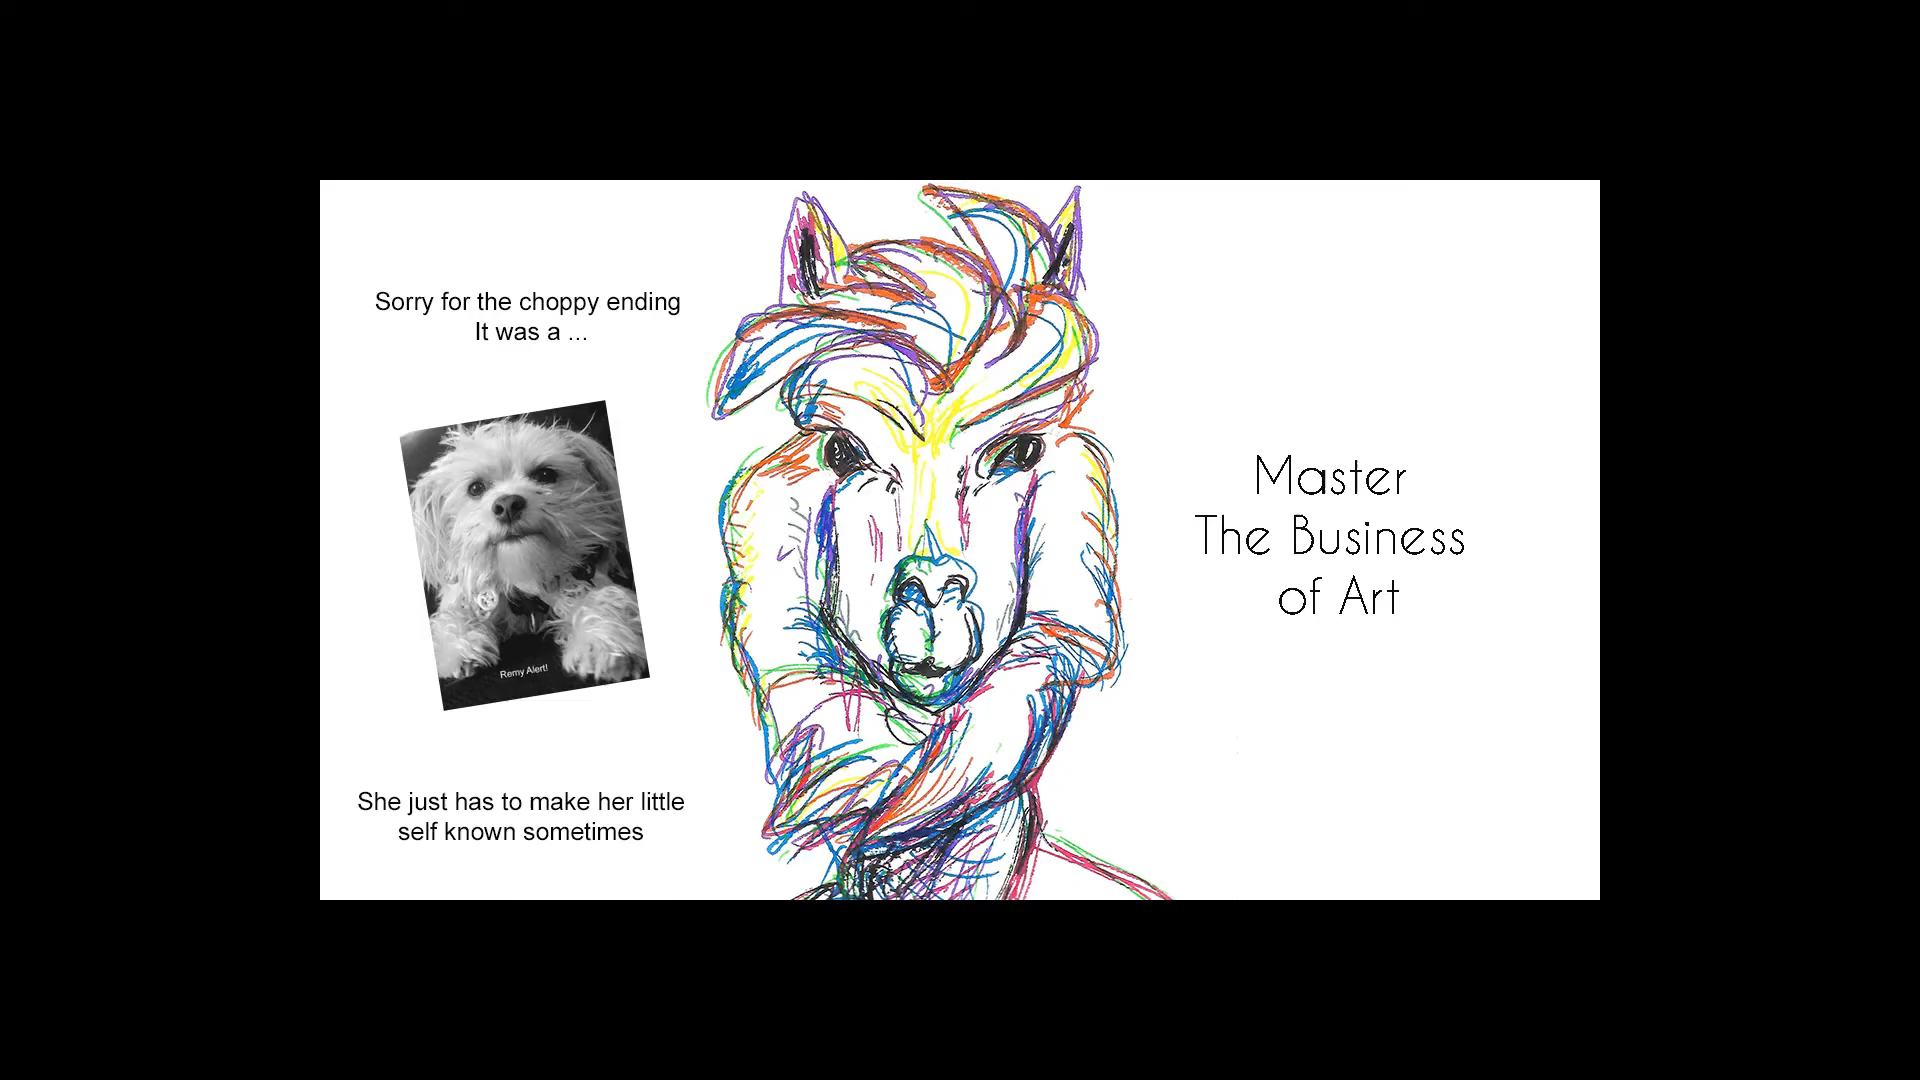 Sorry for the choppy ending
It was a ...
Remy Alert!
She just has to make her little
self known sometimes
Master
The Business
of Art